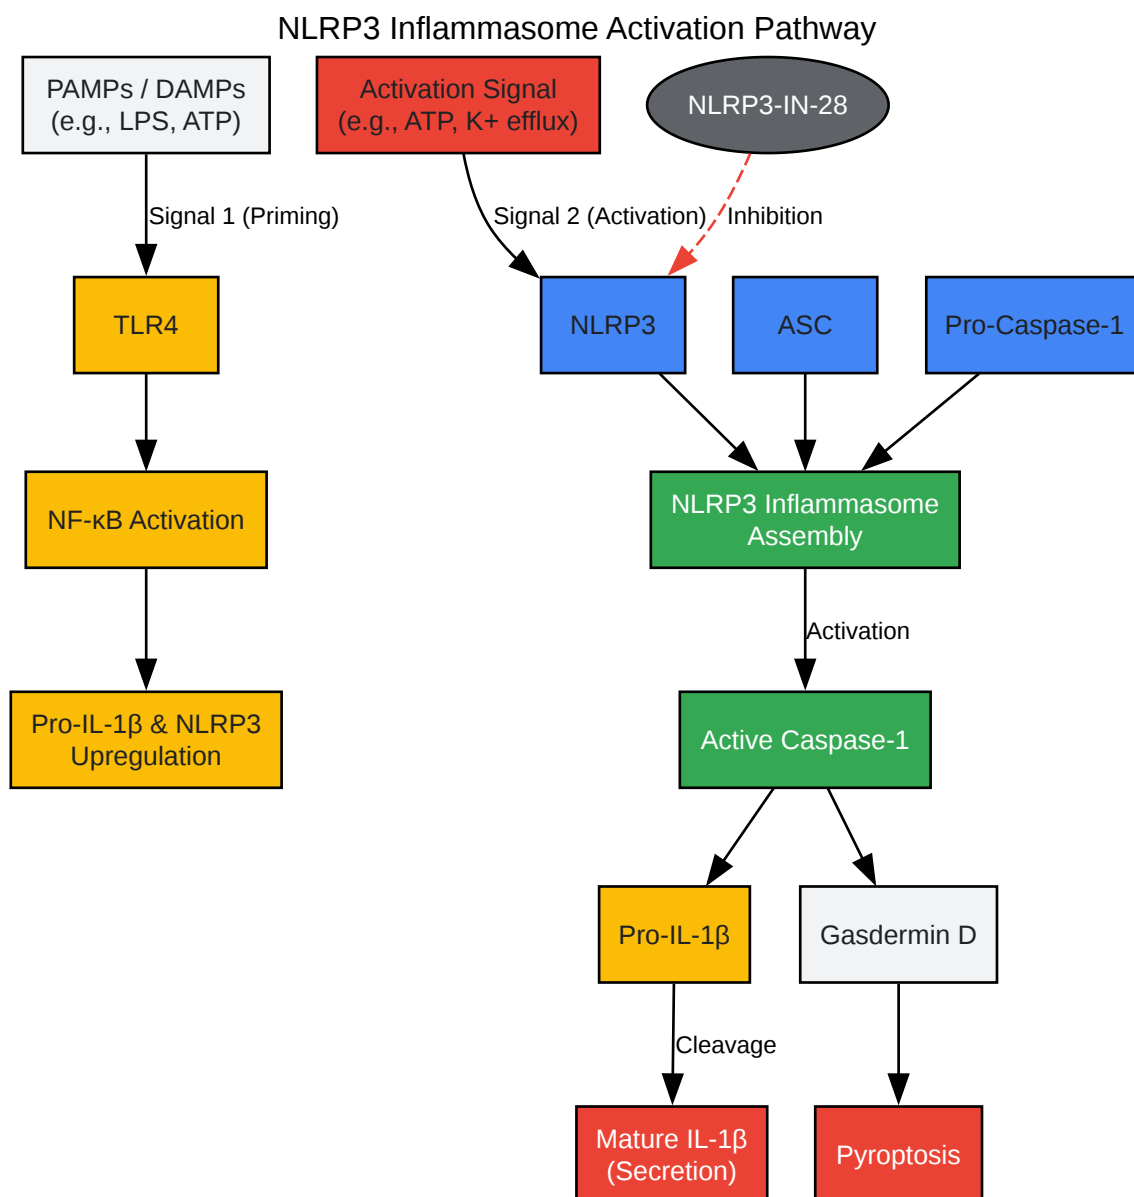 NLRP3 Inflammasome Activation Pathway
PAMPs / DAMPs
(e.g., LPS, ATP)
Activation Signal
(e.g., ATP, K+ efflux)
NLRP3-IN-28
Signal 1 (Priming)
Signal 2 (Activation)
Inhibition
TLR4
NLRP3
ASC
Pro-Caspase-1
NF-κB Activation
NLRP3 Inflammasome
Assembly
Activation
Pro-IL-1β & NLRP3
Upregulation
Active Caspase-1
Pro-IL-1β
Gasdermin D
Cleavage
Mature IL-1β
(Secretion)
Pyroptosis